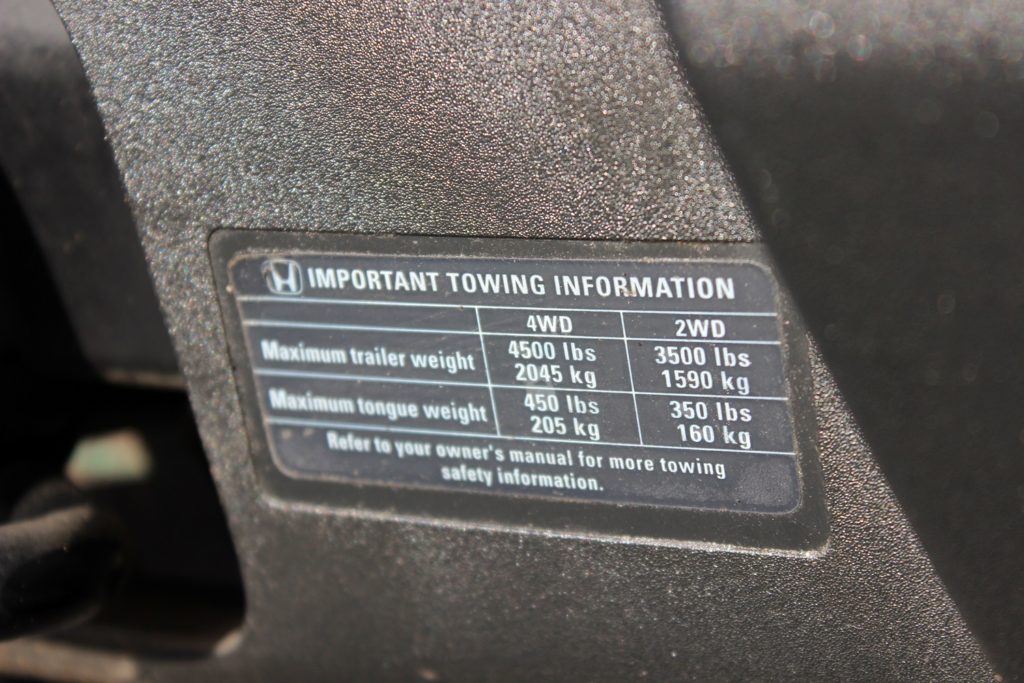 IMPORTANT TOWING INFORMATION
4WD 2WD
Maximum trailer weight 4500 lbs 2045 kg 3500 lbs 1590 kg
Maximum tongue weight 450 lbs 205 kg 350 lbs 160 kg
Refer to your owner's manual for more towing
safety information.